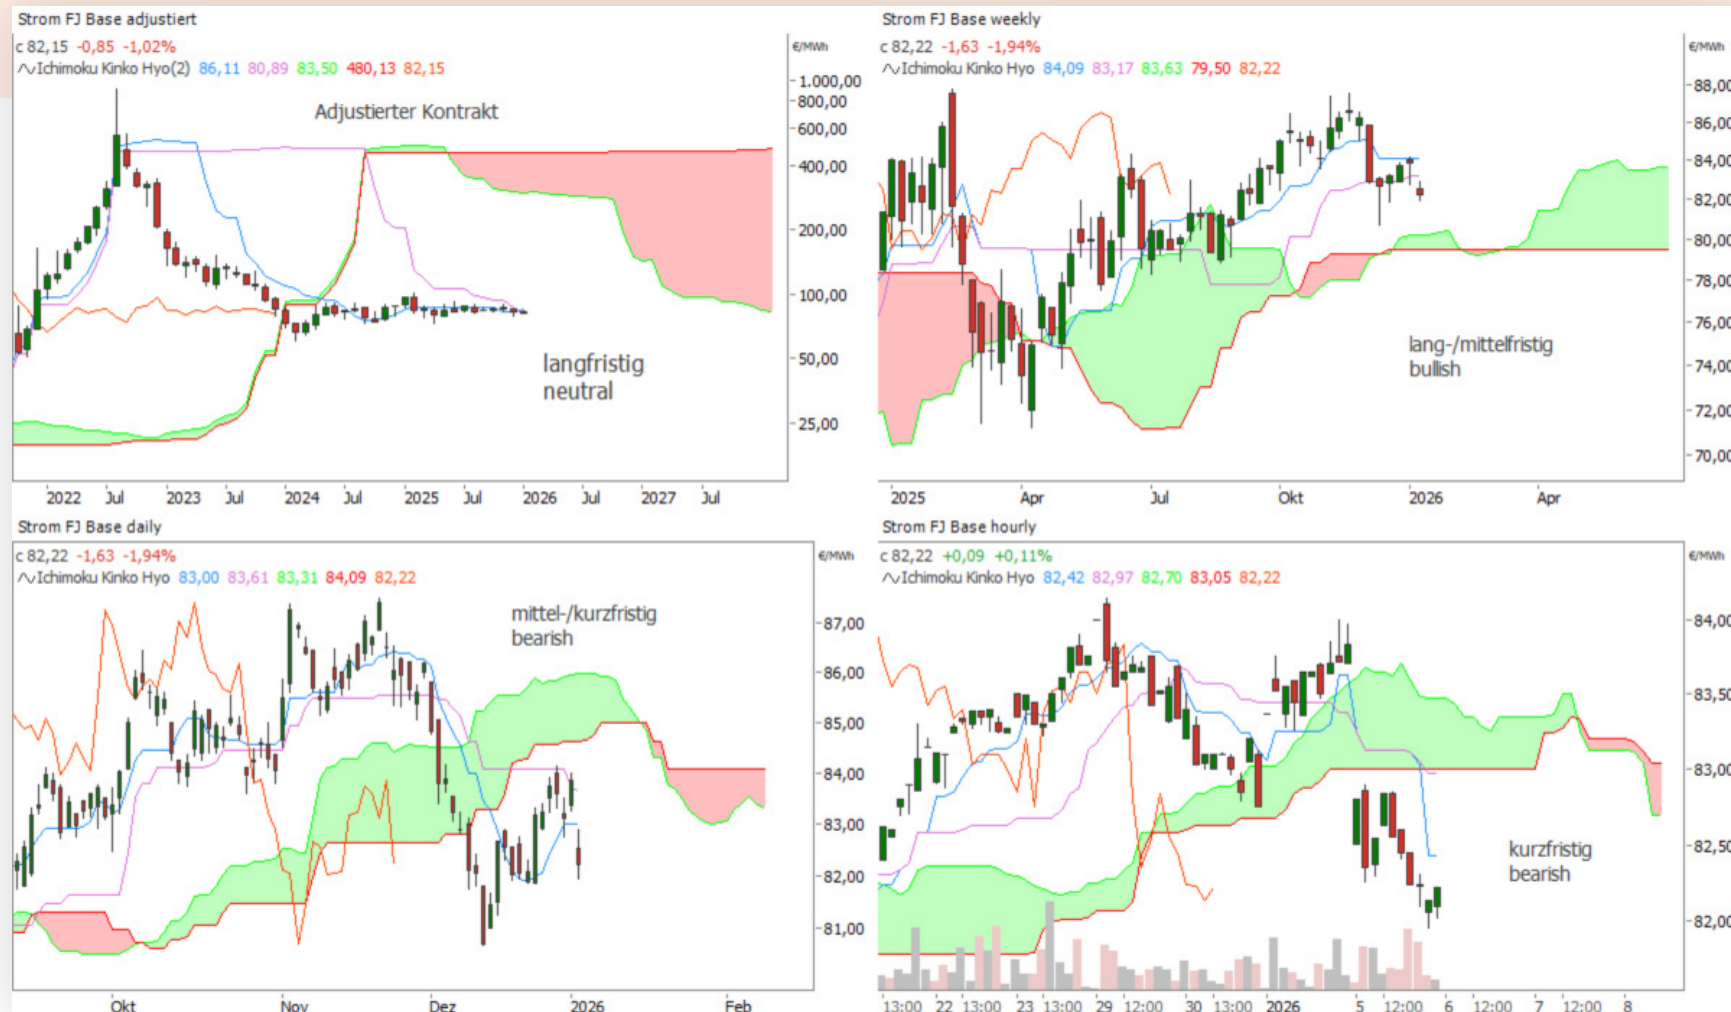 Strom FJ Base adjustiert
c 82,15 -0,85 -1,02%
€/MWh
Ichimoku Kinko Hyo(2) 86,11 80,89 83,50 480,13 82,15
Adjustierter Kontrakt
1.000,00
800,00
600,00
400,00
200,00
100,00
50,00
25,00
langfristig
neutral
2022 Jul 2023 Jul 2024 Jul 2025 Jul 2026 Jul 2027 Jul
Strom FJ Base weekly
c 82,22 -1,63 -1,94%
€/MWh
Ichimoku Kinko Hyo 84,09 83,17 83,63 79,50 82,22
88,00
86,00
84,00
82,00
80,00
78,00
76,00
74,00
72,00
70,00
lang-/mittelfristig
bullish
2025 Apr Jul Okt 2026 Apr
Strom FJ Base daily
c 82,22 -1,63 -1,94%
€/MWh
Ichimoku Kinko Hyo 83,00 83,61 83,31 84,09 82,22
mittel-/kurzfristig
bearish
87,00
86,00
85,00
84,00
83,00
82,00
81,00
Okt Nov Dez 2026 Feb
Strom FJ Base hourly
c 82,22 +0,09 +0,11%
€/MWh
Ichimoku Kinko Hyo 82,42 82,97 82,70 83,05 82,22
84,00
83,50
83,00
82,50
82,00
kurzfristig
bearish
13:00 22 13:00 23 13:00 29 12:00 30 13:00 2026 5 12:00 6 12:00 7 12:00 8